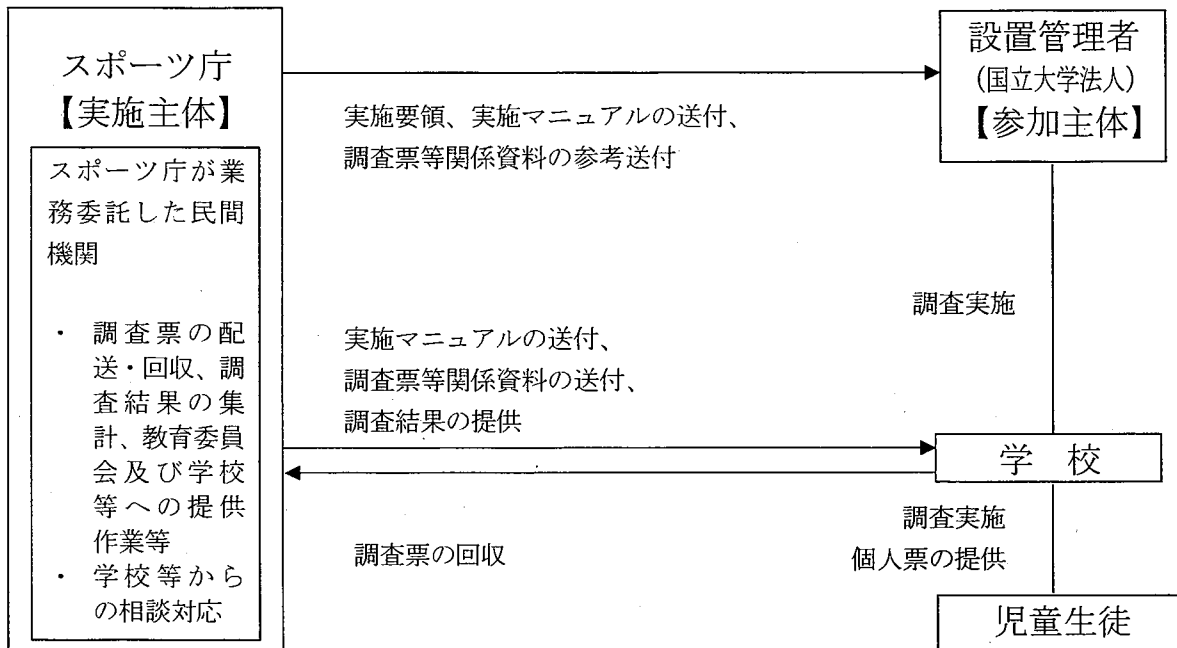 スポーツ庁
【実施主体】
スポーツ庁が業
務委託した民間
機関
・ 調査票の配
送・回収、調
査結果の集
計、教育委員
会及び学校
等への提供
作業等
・ 学校等から
の相談対応
実施要領、実施マニュアルの送付、
調査票等関係資料の参考送付
実施マニュアルの送付、
調査票等関係資料の送付、
調査結果の提供
調査票の回収
設置管理者
(国立大学法人)
【参加主体】
調査実施
学 校
調査実施
個人票の提供
児童生徒